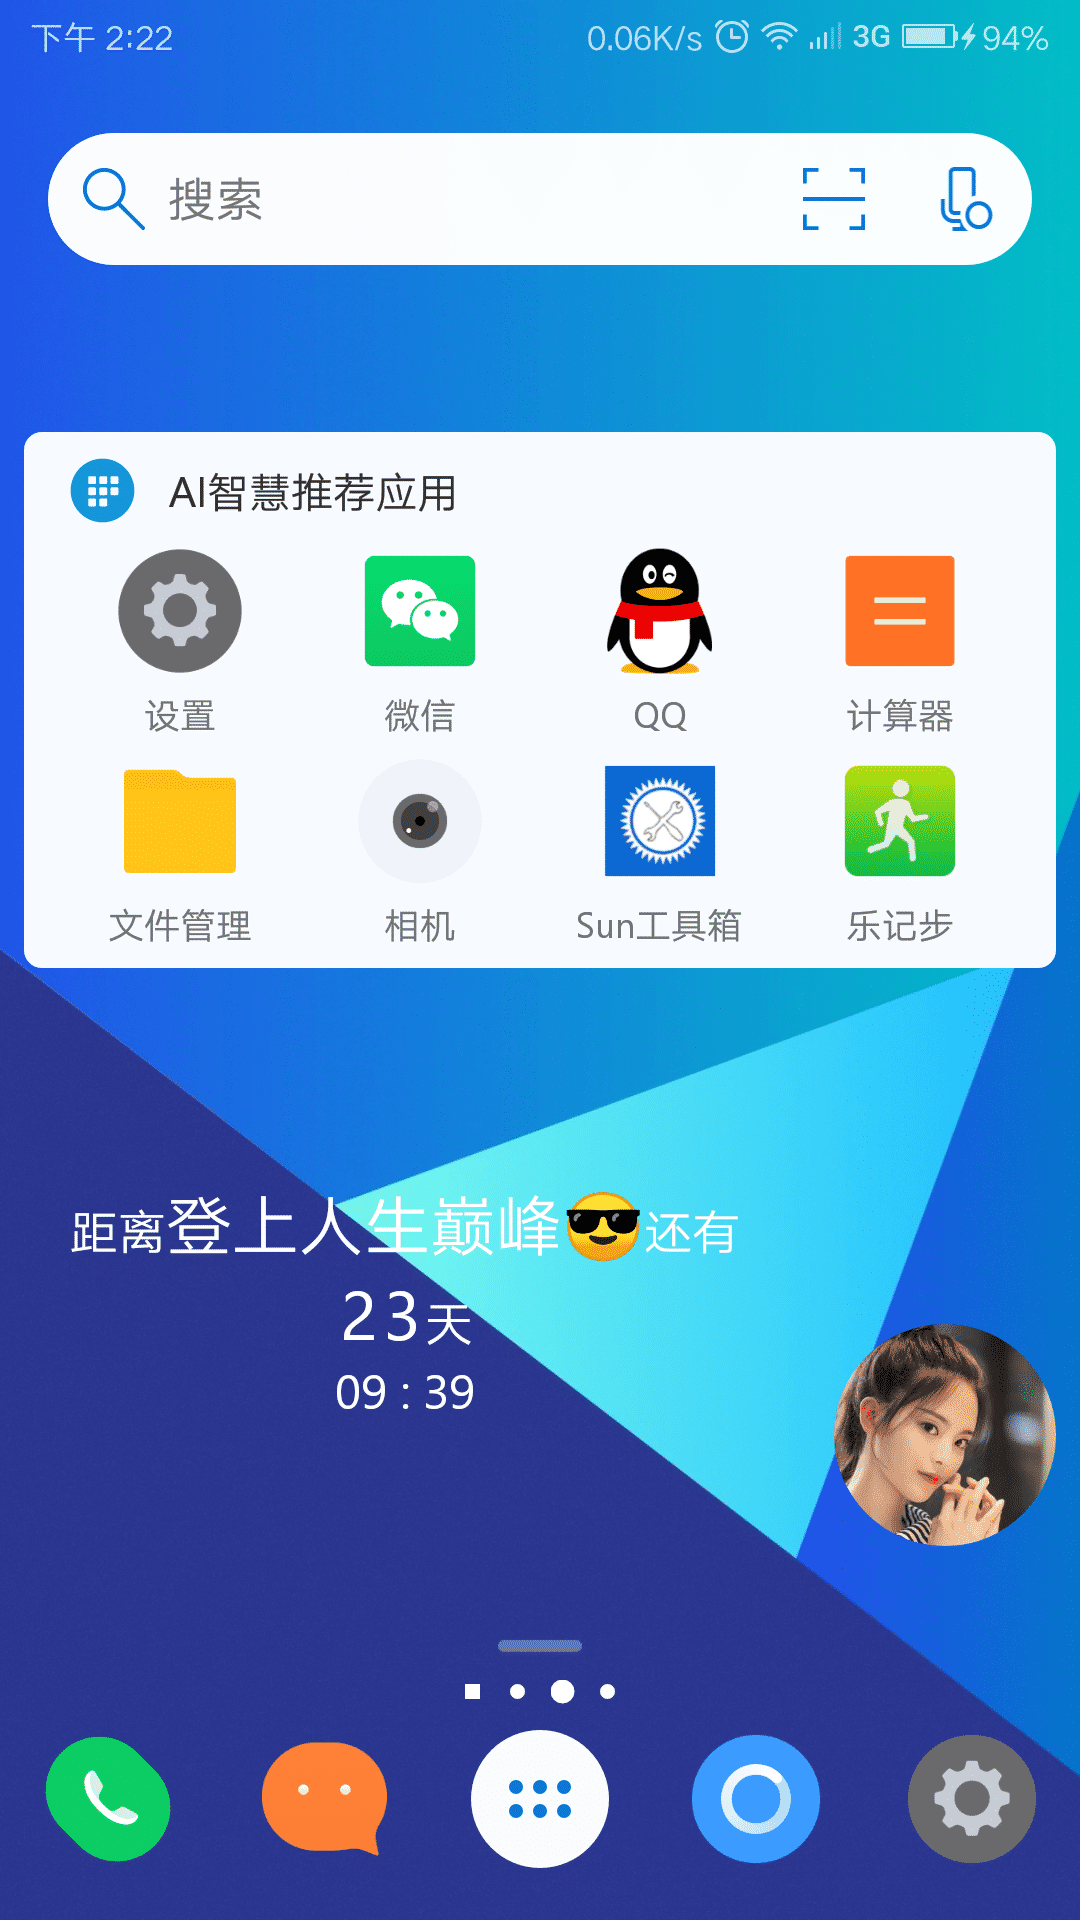 下午 2:22
0.06K/s 3G 94%
搜索
AI智慧推荐应用
设置 微信 QQ 计算器
文件管理 相机 Sun工具箱 乐记步
距离登上人生巅峰😎还有
23天
09 : 39